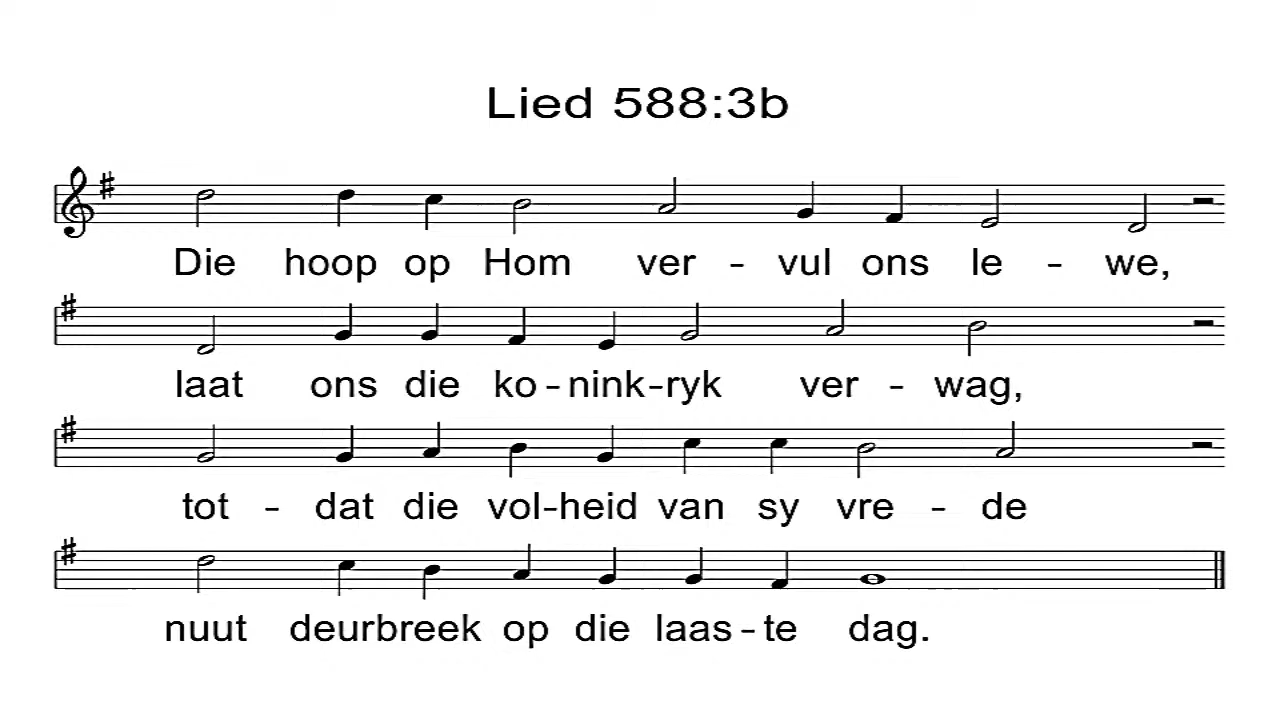 Lied 588:3b
Die hoop op Hom ver - vul ons le - we,
laat ons die ko-nink-ryk ver - wag,
tot - dat die vol-heid van sy vre - de
nuut deurbreek op die laas-te dag.